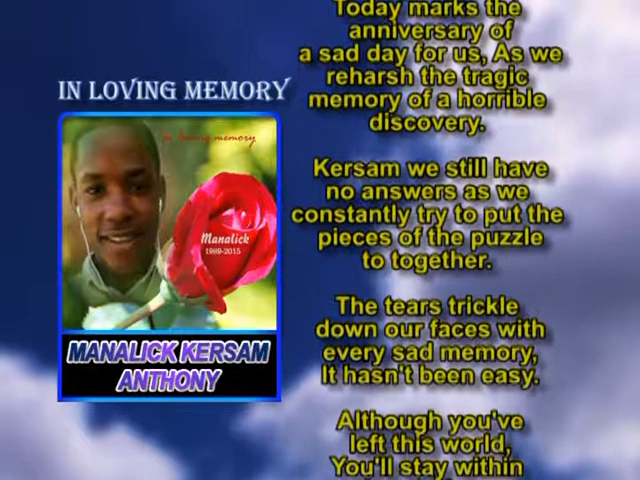 IN LOVING MEMORY
in loving memory
Manalick
1989-2015
MANALICK KERSAM
ANTHONY
Today marks the
anniversary of
a sad day for us, As we
reharsh the tragic
memory of a horrible
discovery.
Kersam we still have
no answers as we
constantly try to put the
pieces of the puzzle
to together.
The tears trickle
down our faces with
every sad memory,
It hasn't been easy.
Although you've
left this world,
You'll stay within